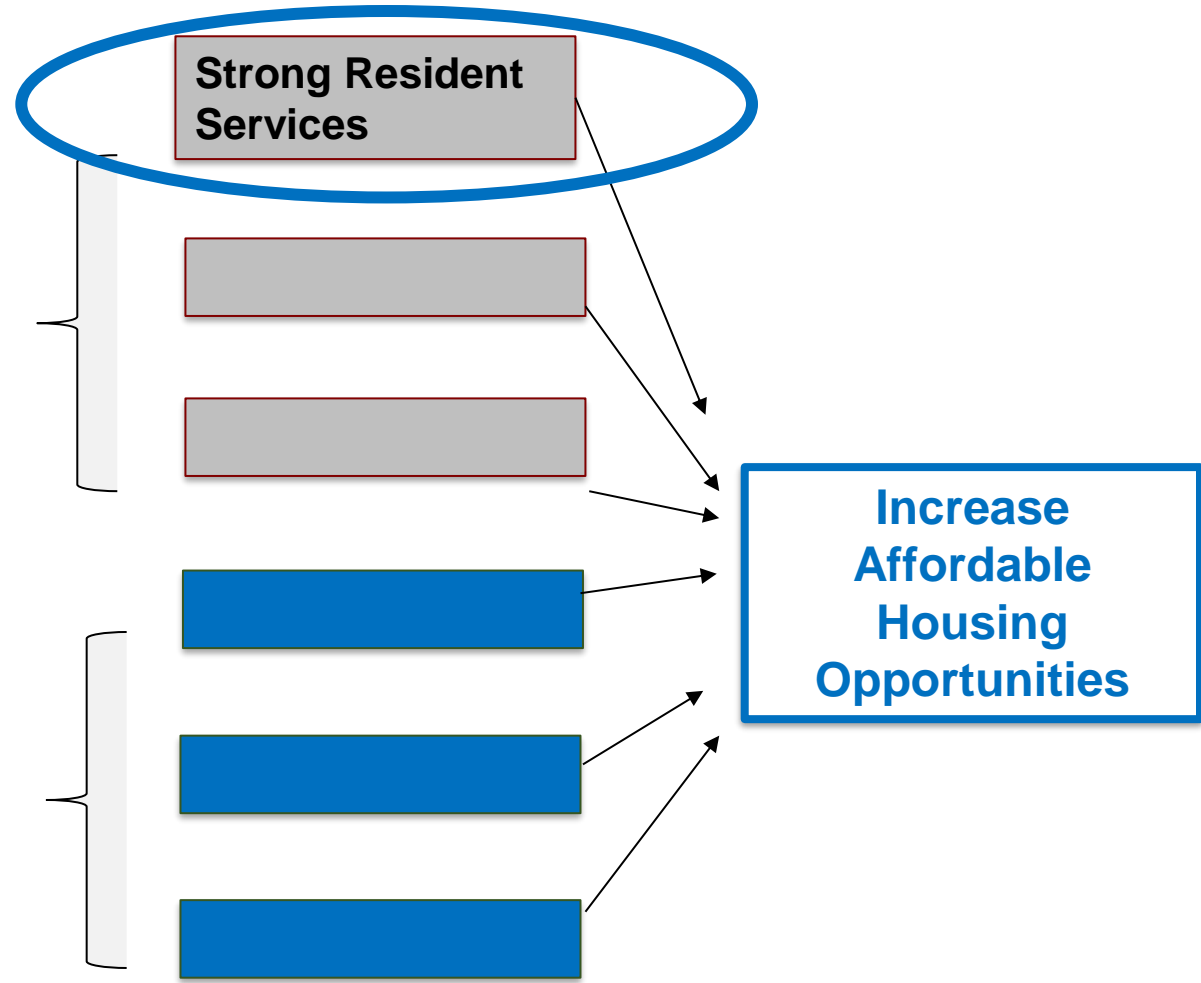 Strong Resident
Services
Increase
Affordable
Housing
Opportunities